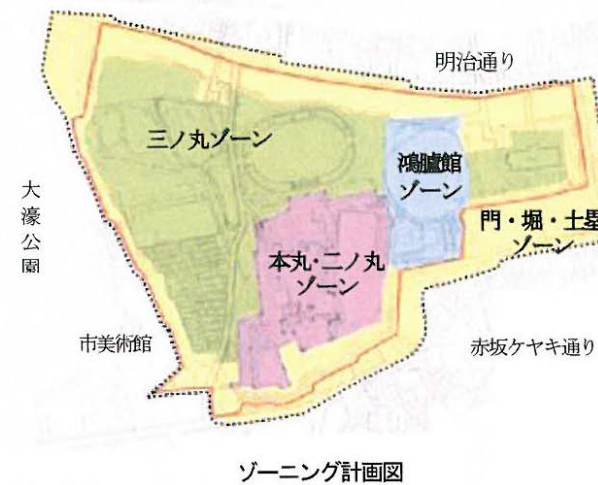 明治通り
三ノ丸ゾーン
鴻臚館
ゾーン
大濠公園
門・堀・土塁
ゾーン
本丸・二ノ丸
ゾーン
市美術館
赤坂ケヤキ通り
ゾーニング計画図